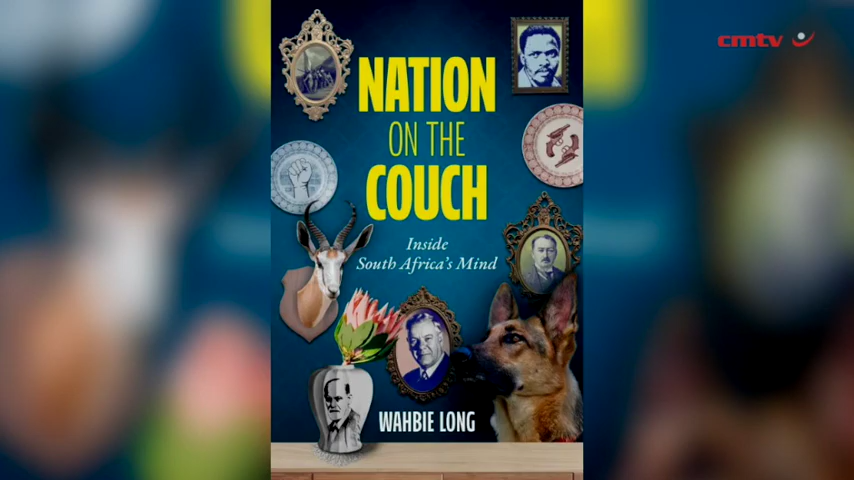 cmtv
NATION
ON THE
COUCH
Inside
South Africa's Mind
WAHBIE LONG